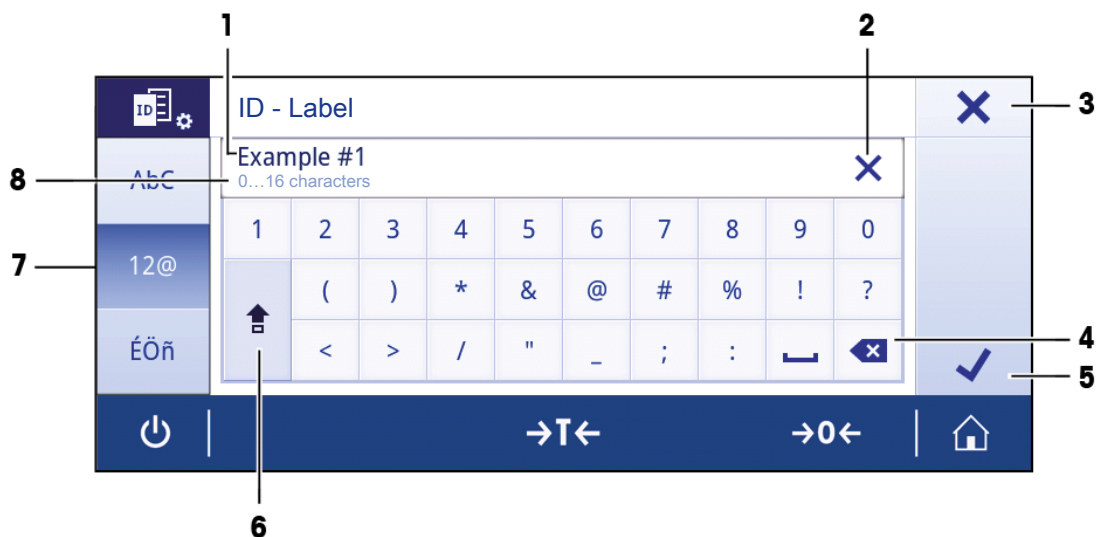 1 2
ID ID - Label
3
Example #1
0...16 characters
8 AbC
1 2 3 4 5 6 7 8 9 0
7 12@
( ) * & @ # % ! ?
ÉÖñ < > / " _ ; : 4
5
→T← →0←
6